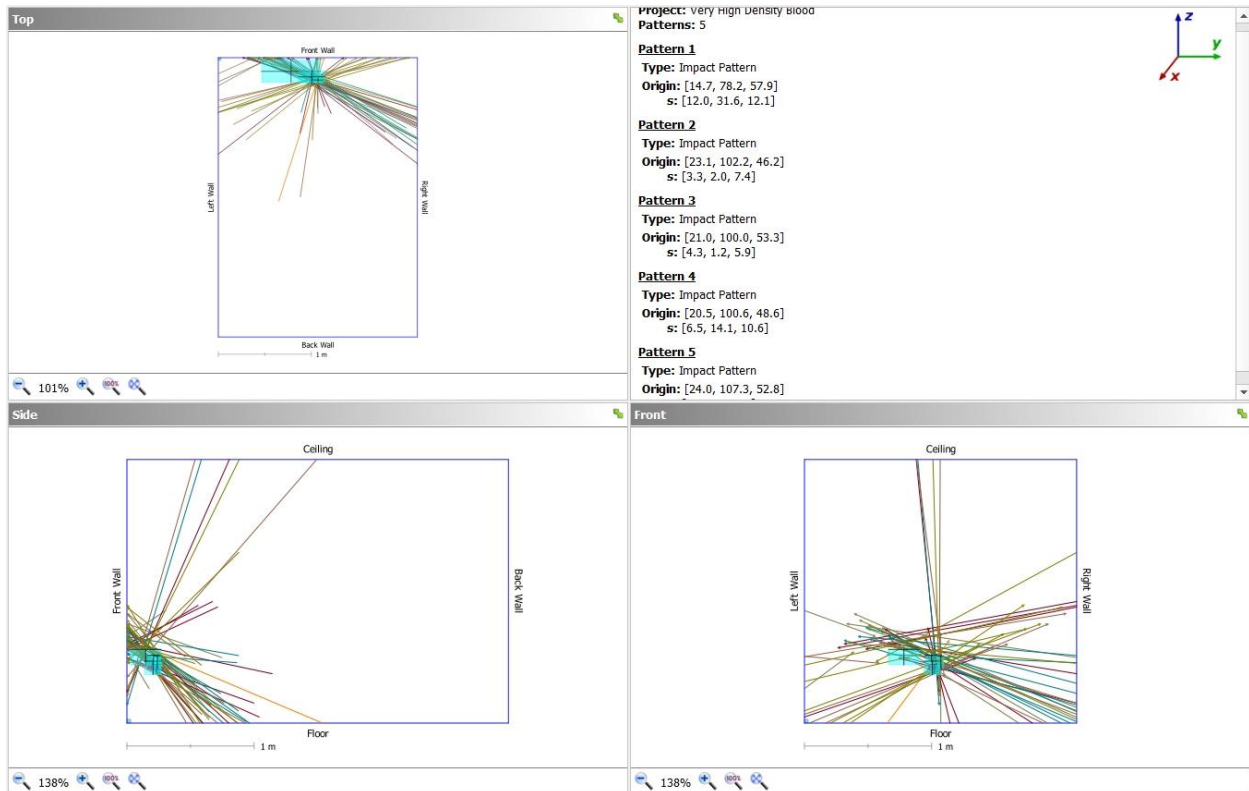 Top
Front Wall
Left Wall
Right Wall
Back Wall
1 m
101%
100%
Project: Very High Density Blood
Patterns: 5
Pattern 1
Type: Impact Pattern
Origin: [14.7, 78.2, 57.9]
s: [12.0, 31.6, 12.1]
Pattern 2
Type: Impact Pattern
Origin: [23.1, 102.2, 46.2]
s: [3.3, 2.0, 7.4]
Pattern 3
Type: Impact Pattern
Origin: [21.0, 100.0, 53.3]
s: [4.3, 1.2, 5.9]
Pattern 4
Type: Impact Pattern
Origin: [20.5, 100.6, 48.6]
s: [6.5, 14.1, 10.6]
Pattern 5
Type: Impact Pattern
Origin: [24.0, 107.3, 52.8]
z
y
x
Side
Ceiling
Front Wall
Back Wall
Floor
1 m
138%
100%
Front
Ceiling
Left Wall
Right Wall
Floor
1 m
138%
100%